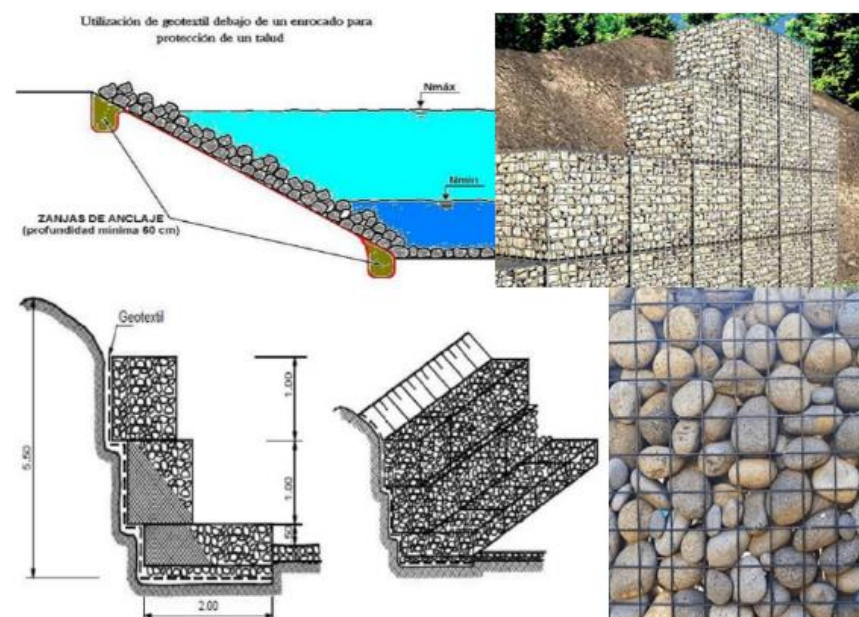 Utilización de geotextil debajo de un enrocado para
protección de un talud
Nmáx
Nmín
ZANJAS DE ANCLAJE
(profundidad mínima 60 cm)
Geotextil
5.50
1.00
1.00
.50
2.00